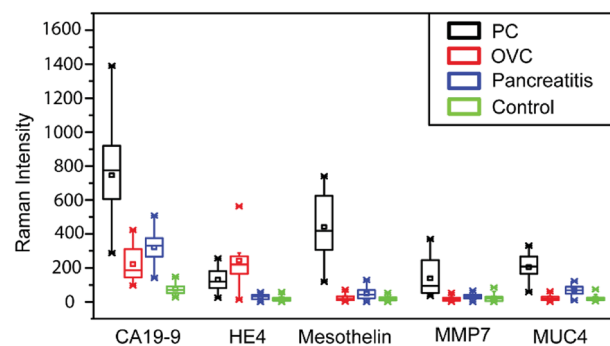 1600
1400
1200
1000
800
600
400
200
0
Raman Intensity
PC
OVC
Pancreatitis
Control
CA19-9 HE4 Mesothelin MMP7 MUC4